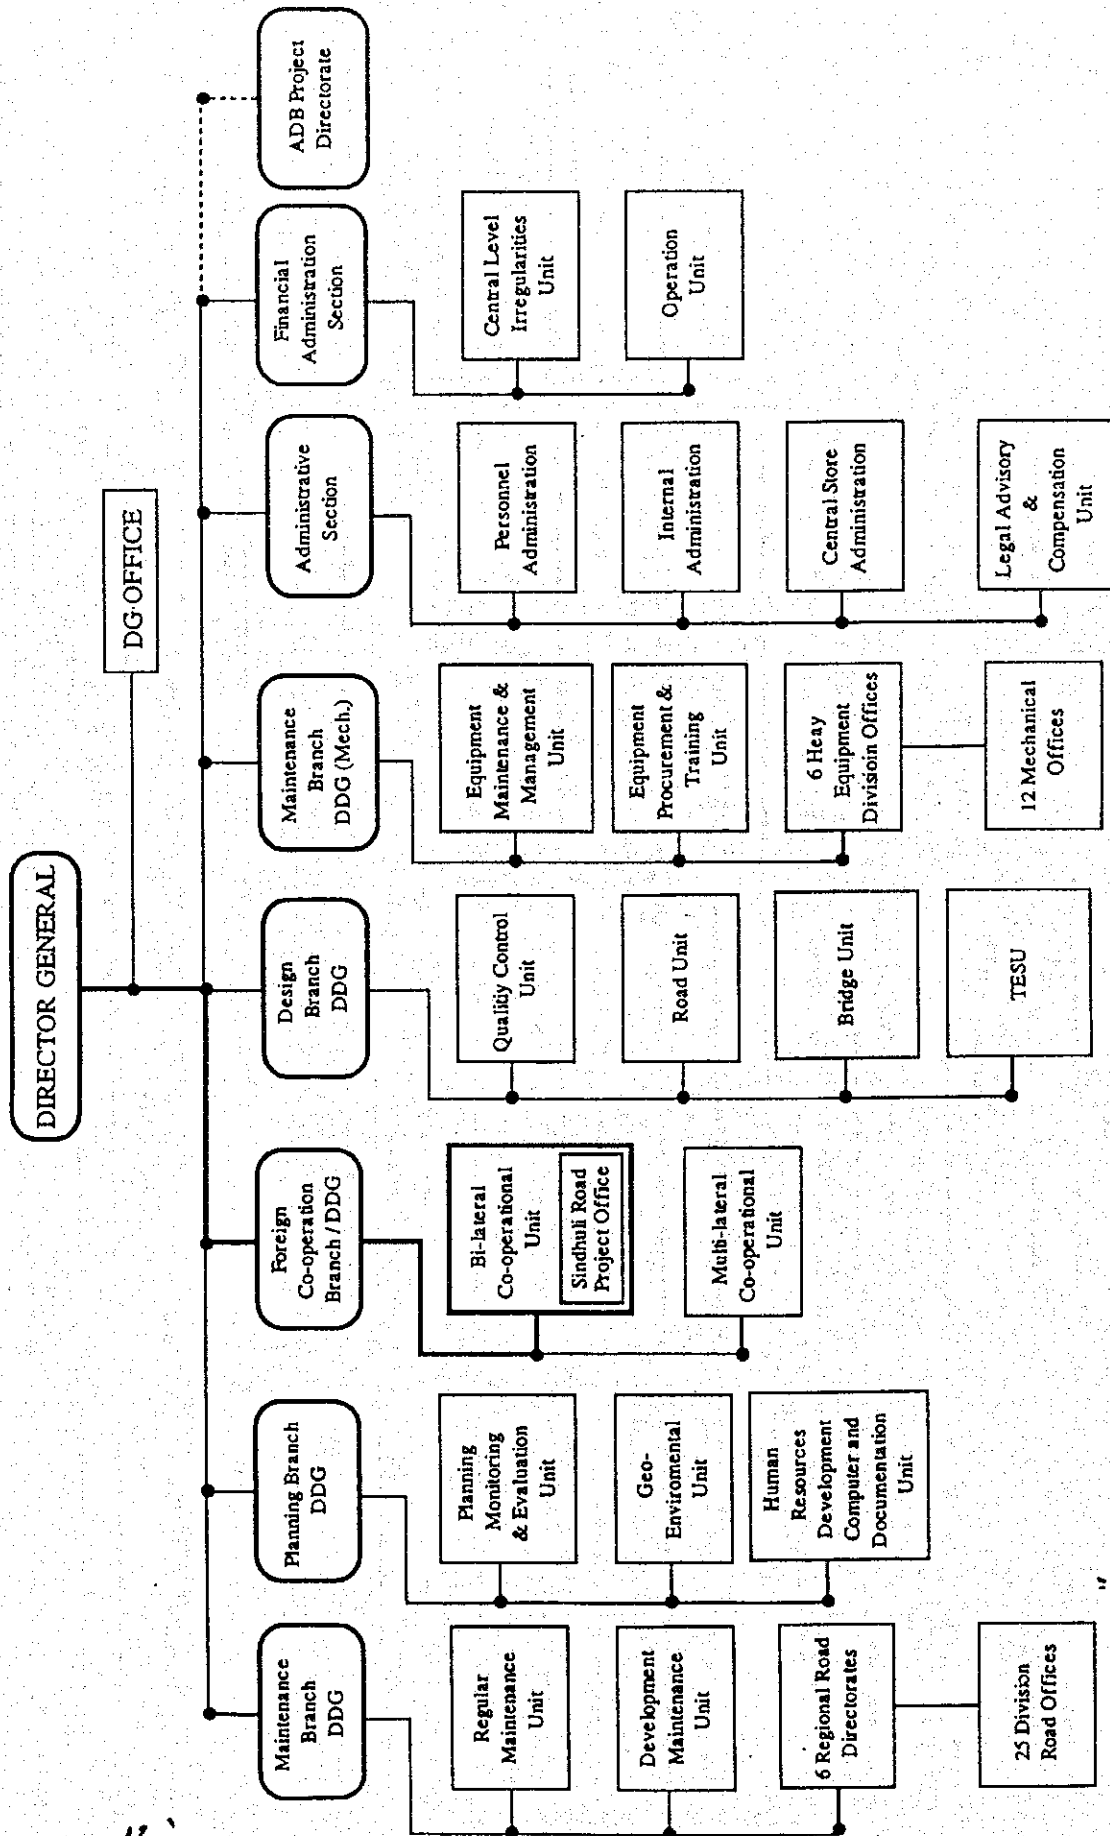 DIRECTOR GENERAL
DG OFFICE
Maintenance
Branch
DDG
Planning Branch
DDG
Foreign
Co-operation
Branch / DDG
Design
Branch
DDG
Maintenance
Branch
DDG (Mech.)
Administrative
Section
Financial
Administration
Section
ADB Project
Directorate
Regular
Maintenance
Unit
Development
Maintenance
Unit
6 Regional Road
Directorates
25 Division
Road Offices
Planning
Monitoring
& Evaluation
Unit
Geo-
Enviromental
Unit
Human
Resources
Development
Computer and
Documentation
Unit
Bi-lateral
Co-operational
Unit
Sindhuli Road
Project Office
Multi-lateral
Co-operational
Unit
Qualitiy Control
Unit
Road Unit
Bridge Unit
TESU
Equipment
Maintenance &
Management
Unit
Equipment
Procurement &
Training
Unit
6 Heay
Equipment
Divisioin Offices
12 Mechanical
Offices
Personnel
Administration
Internal
Administration
Central Store
Administration
Legal Advisory
&
Compensation
Unit
Central Level
Irregularities
Unit
Operation
Unit